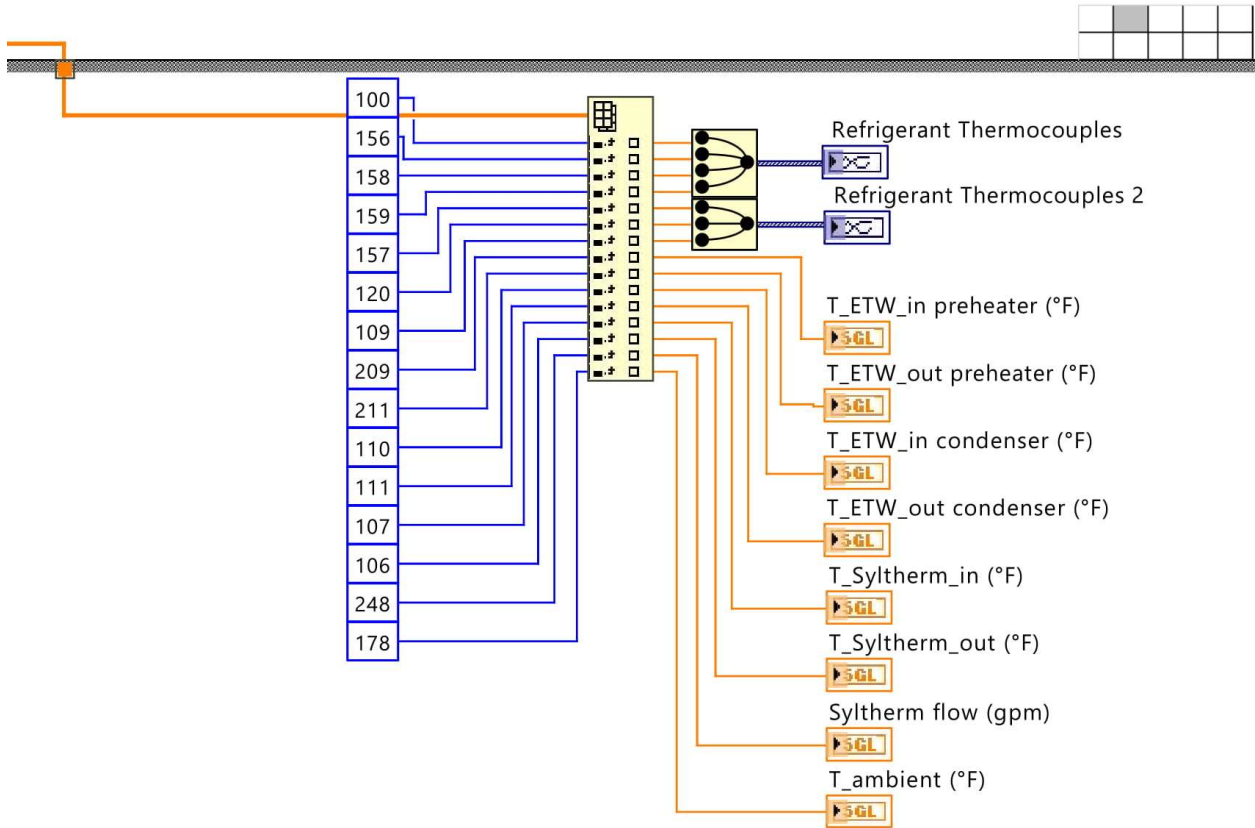 100
156
158
159
157
120
109
209
211
110
111
107
106
248
178
Refrigerant Thermocouples
Refrigerant Thermocouples 2
T_ETW_in preheater (°F)
SGL
T_ETW_out preheater (°F)
SGL
T_ETW_in condenser (°F)
SGL
T_ETW_out condenser (°F)
SGL
T_Syltherm_in (°F)
SGL
T_Syltherm_out (°F)
SGL
Syltherm flow (gpm)
SGL
T_ambient (°F)
SGL